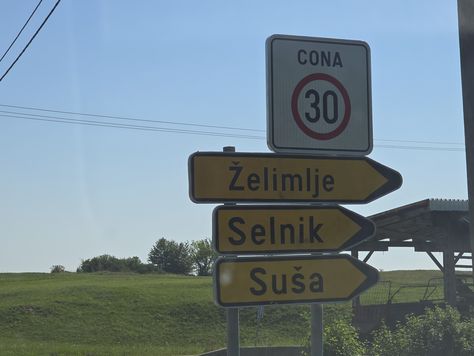 CONA
30
Želimlje
Selnik
Suša